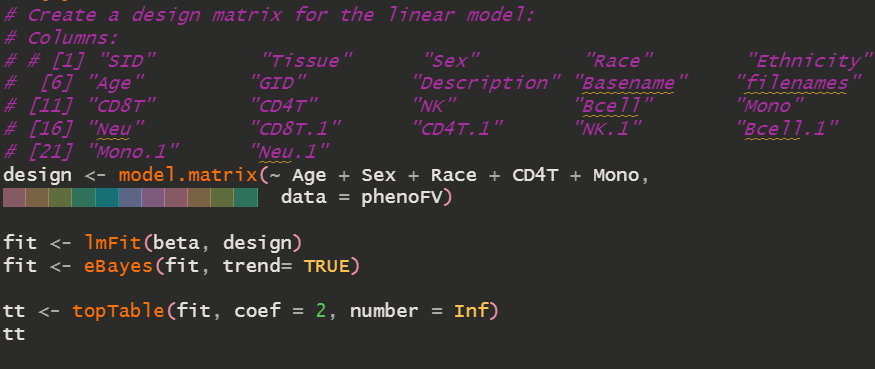 # Create a design matrix for the linear model:
# Columns:
# # [1] "SID"         "Tissue"      "Sex"         "Race"        "Ethnicity"
#   [6] "Age"         "GID"         "Description" "Basename"    "filenames"
# [11] "CD8T"        "CD4T"        "NK"          "Bcell"       "Mono"
# [16] "Neu"         "CD8T.1"      "CD4T.1"      "NK.1"        "Bcell.1"
# [21] "Mono.1"      "Neu.1"
design <- model.matrix(~ Age + Sex + Race + CD4T + Mono,
                        data = phenoFV)
fit <- lmFit(beta, design)
fit <- eBayes(fit, trend= TRUE)
tt <- topTable(fit, coef = 2, number = Inf)
tt